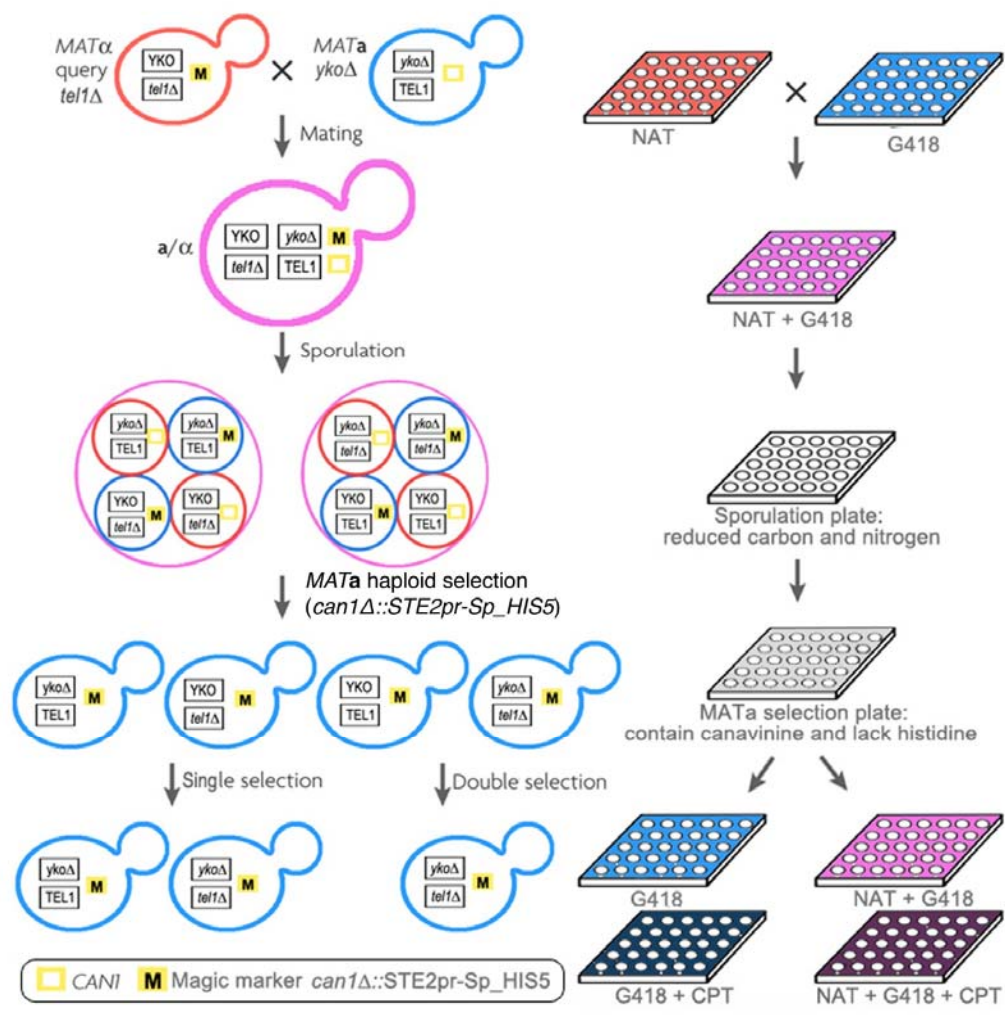 MATα
query
tel1Δ
YKO
tel1Δ
M
×
MATa
ykoΔ
ykoΔ
TEL1
Mating
a/α
YKO
ykoΔ
M
tel1Δ
TEL1
Sporulation
ykoΔ
TEL1
ykoΔ
TEL1
M
YKO
tel1Δ
M
YKO
tel1Δ
ykoΔ
tel1Δ
ykoΔ
tel1Δ
M
YKO
TEL1
M
YKO
TEL1
MATa haploid selection
(can1Δ::STE2pr-Sp_HIS5)
ykoΔ
TEL1
M
YKO
tel1Δ
M
YKO
TEL1
M
ykoΔ
tel1Δ
M
Single selection
Double selection
ykoΔ
TEL1
M
ykoΔ
tel1Δ
M
ykoΔ
tel1Δ
M
CAN1 M Magic marker can1Δ::STE2pr-Sp_HIS5
NAT
×
G418
NAT + G418
Sporulation plate:
reduced carbon and nitrogen
MATa selection plate:
contain canavinine and lack histidine
G418
NAT + G418
G418 + CPT
NAT + G418 + CPT